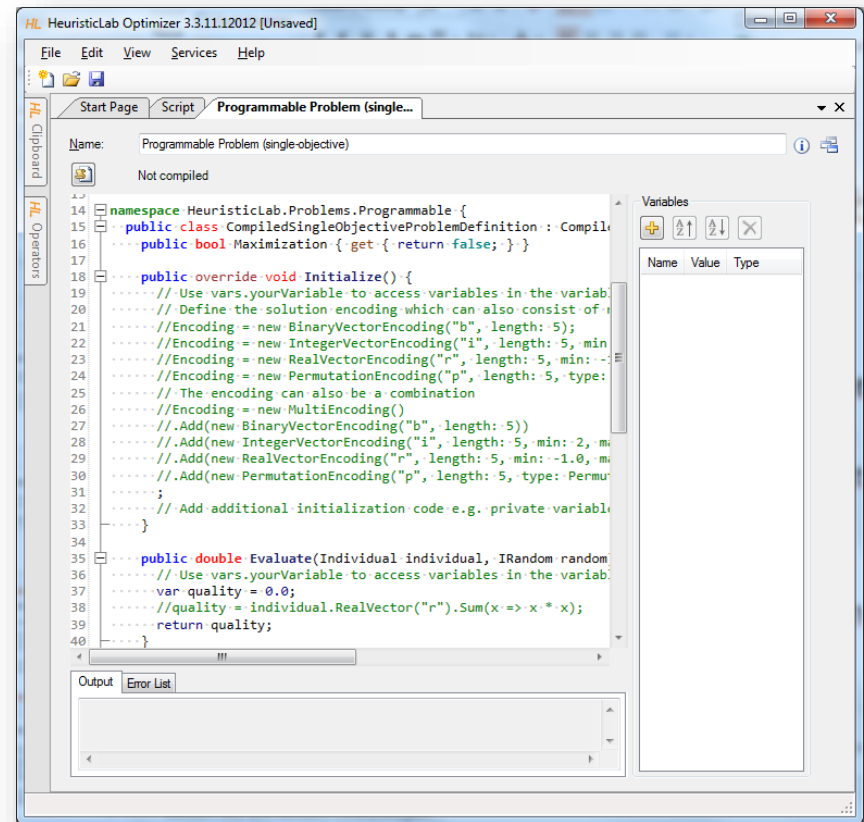 HL HeuristicLab Optimizer 3.3.11.12012 [Unsaved]
File Edit View Services Help
HL Clipboard
HL Operators
Start Page Script Programmable Problem (single...
Name: Programmable Problem (single-objective)
Not compiled
13
14 namespace HeuristicLab.Problems.Programmable {
15 public class CompiledSingleObjectiveProblemDefinition : Compile
16 public bool Maximization { get { return false; } }
17
18 public override void Initialize() {
19 // Use vars.yourVariable to access variables in the variab
20 // Define the solution encoding which can also consist of
21 //Encoding = new BinaryVectorEncoding("b", length: 5);
22 //Encoding = new IntegerVectorEncoding("i", length: 5, min
23 //Encoding = new RealVectorEncoding("r", length: 5, min: -1
24 //Encoding = new PermutationEncoding("p", length: 5, type:
25 // The encoding can also be a combination
26 //Encoding = new MultiEncoding()
27 //.Add(new BinaryVectorEncoding("b", length: 5))
28 //.Add(new IntegerVectorEncoding("i", length: 5, min: 2, ma
29 //.Add(new RealVectorEncoding("r", length: 5, min: -1.0, ma
30 //.Add(new PermutationEncoding("p", length: 5, type: Permu
31 ;
32 // Add additional initialization code e.g. private variable
33 }
34
35 public double Evaluate(Individual individual, IRandom random
36 // Use vars.yourVariable to access variables in the variab
37 var quality = 0.0;
38 //quality = individual.RealVector("r").Sum(x => x * x);
39 return quality;
40 }
Variables
Name Value Type
Output Error List